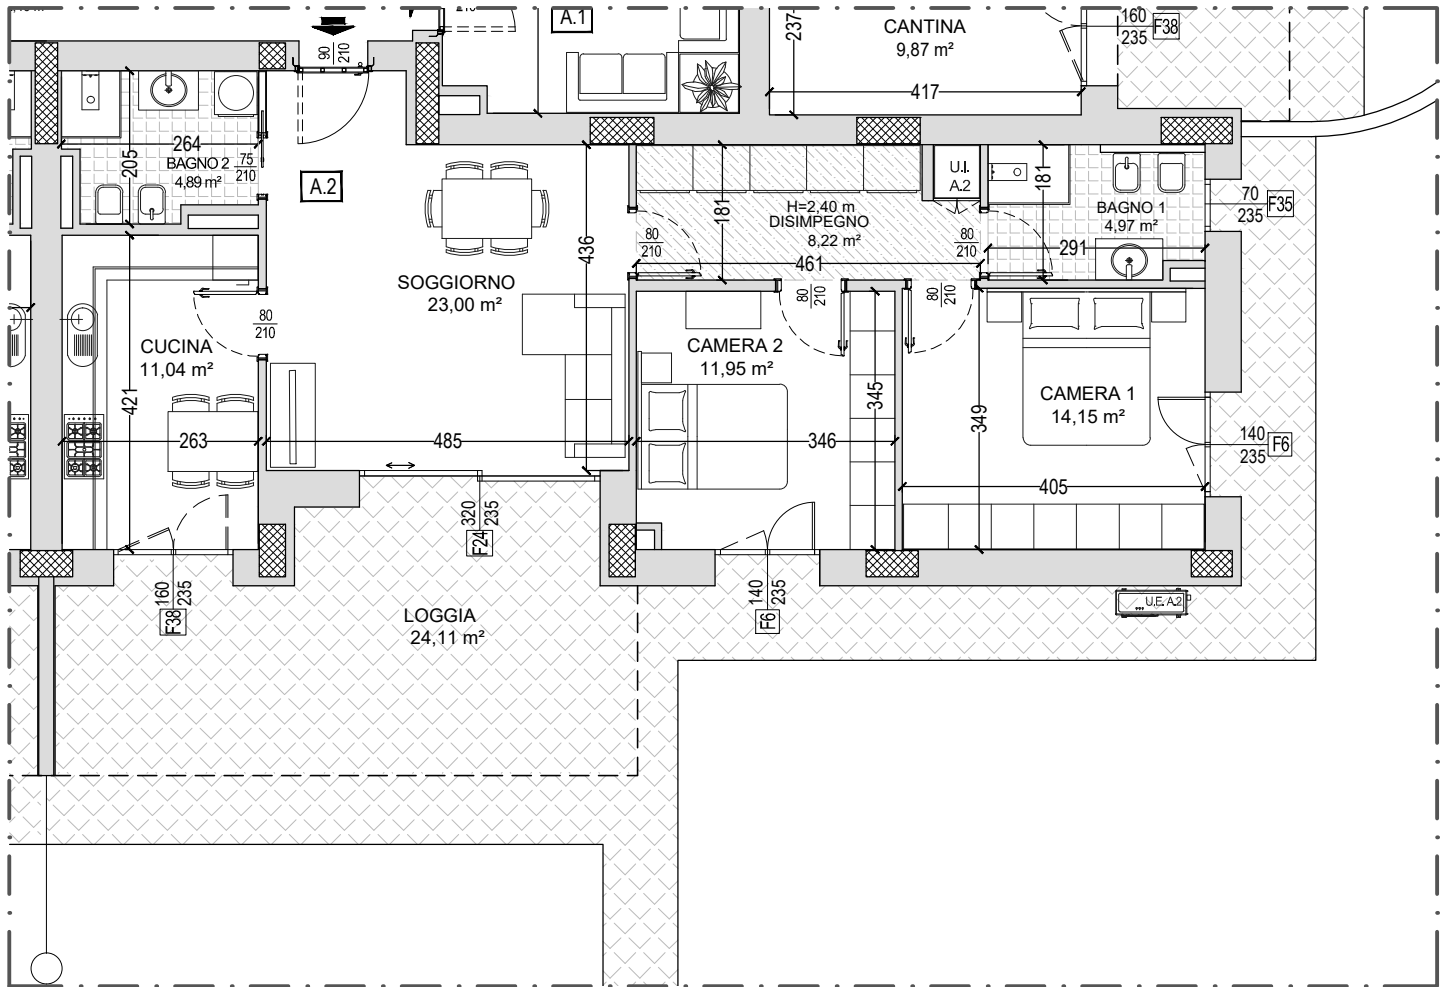 A.1
237
CANTINA
9,87 m²
417
160
235
F38
90
210
264
205
BAGNO 2
4,89 m²
75
210
A.2
436
181
H=2,40 m
DISIMPEGNO
8,22 m²
461
U.I.
A.2
80
210
80
210
181
BAGNO 1
4,97 m²
291
70
235
F35
SOGGIORNO
23,00 m²
80
210
80
210
80
210
CUCINA
11,04 m²
421
263
485
CAMERA 2
11,95 m²
345
346
349
CAMERA 1
14,15 m²
405
140
235
F6
160
235
F38
320
235
F24
140
235
F6
LOGGIA
24,11 m²
U.E. A.2